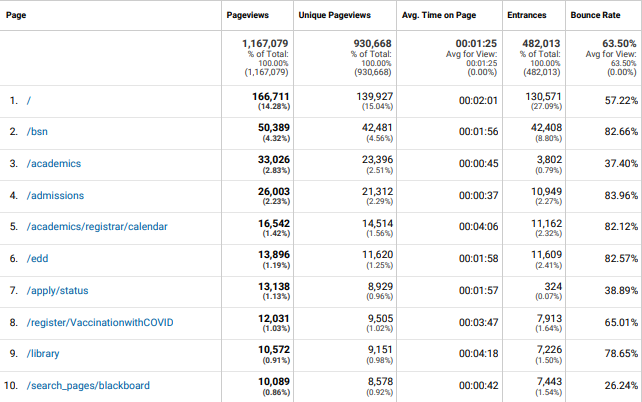 Page Pageviews Unique Pageviews Avg. Time on Page Entrances Bounce Rate
1,167,079 930,668 00:01:25 482,013 63.50%
% of Total: % of Total: Avg for View: % of Total: Avg for View:
100.00% 100.00% 00:01:25 100.00% 63.50%
(1,167,079) (930,668) (0.00%) (482,013) (0.00%)
1. / 166,711 139,927 00:02:01 130,571 57.22%
(14.28%) (15.04%) (27.09%)
2. /bsn 50,389 42,481 00:01:56 42,408 82.66%
(4.32%) (4.56%) (8.80%)
3. /academics 33,026 23,396 00:00:45 3,802 37.40%
(2.83%) (2.51%) (0.79%)
4. /admissions 26,003 21,312 00:00:37 10,949 83.96%
(2.23%) (2.29%) (2.27%)
5. /academics/registrar/calendar 16,542 14,514 00:04:06 11,162 82.12%
(1.42%) (1.56%) (2.32%)
6. /edd 13,896 11,620 00:01:58 11,609 82.57%
(1.19%) (1.25%) (2.41%)
7. /apply/status 13,138 8,929 00:01:57 324 38.89%
(1.13%) (0.96%) (0.07%)
8. /register/VaccinationwithCOVID 12,031 9,505 00:03:47 7,913 65.01%
(1.03%) (1.02%) (1.64%)
9. /library 10,572 9,151 00:04:18 7,226 78.65%
(0.91%) (0.98%) (1.50%)
10. /search_pages/blackboard 10,089 8,578 00:00:42 7,443 26.24%
(0.86%) (0.92%) (1.54%)